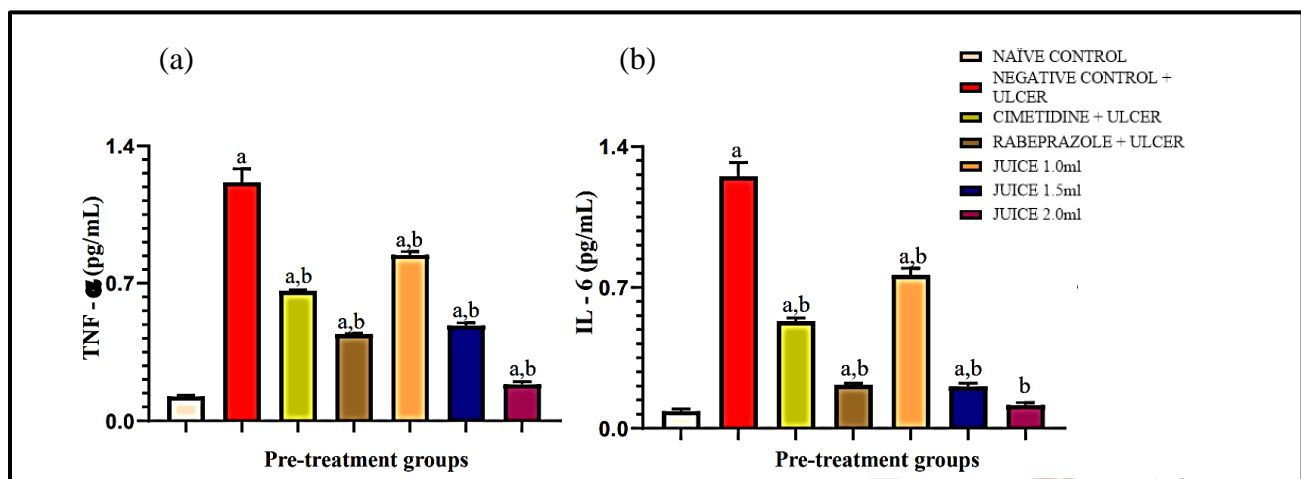 (a)
1.4
0.7
0.0
TNF - α (pg/mL)
a
a,b
a,b
a,b
a,b
a,b
Pre-treatment groups
(b)
1.4
0.7
0.0
IL - 6 (pg/mL)
a
a,b
a,b
a,b
a,b
b
Pre-treatment groups
NAÏVE CONTROL
NEGATIVE CONTROL +
ULCER
CIMETIDINE + ULCER
RABEPRAZOLE + ULCER
JUICE 1.0ml
JUICE 1.5ml
JUICE 2.0ml